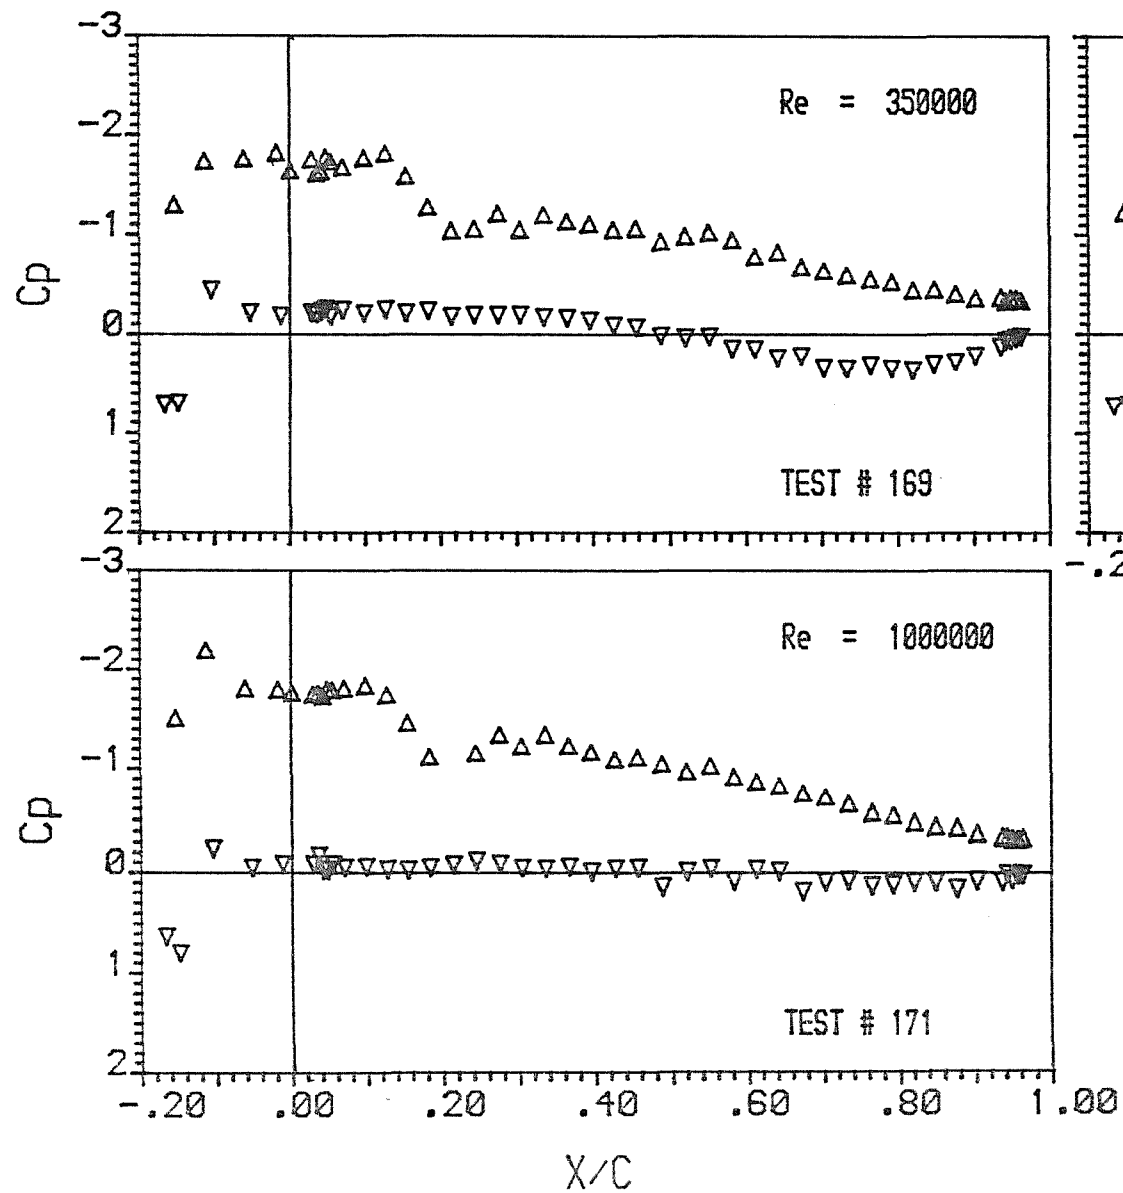 -3
Re = 350000
-2
-1
Cp
0
1
TEST # 169
2
-3
-.2
Re = 1000000
-2
-1
Cp
0
1
TEST # 171
2
-.20 .00 .20 .40 .60 .80 1.00
X/C